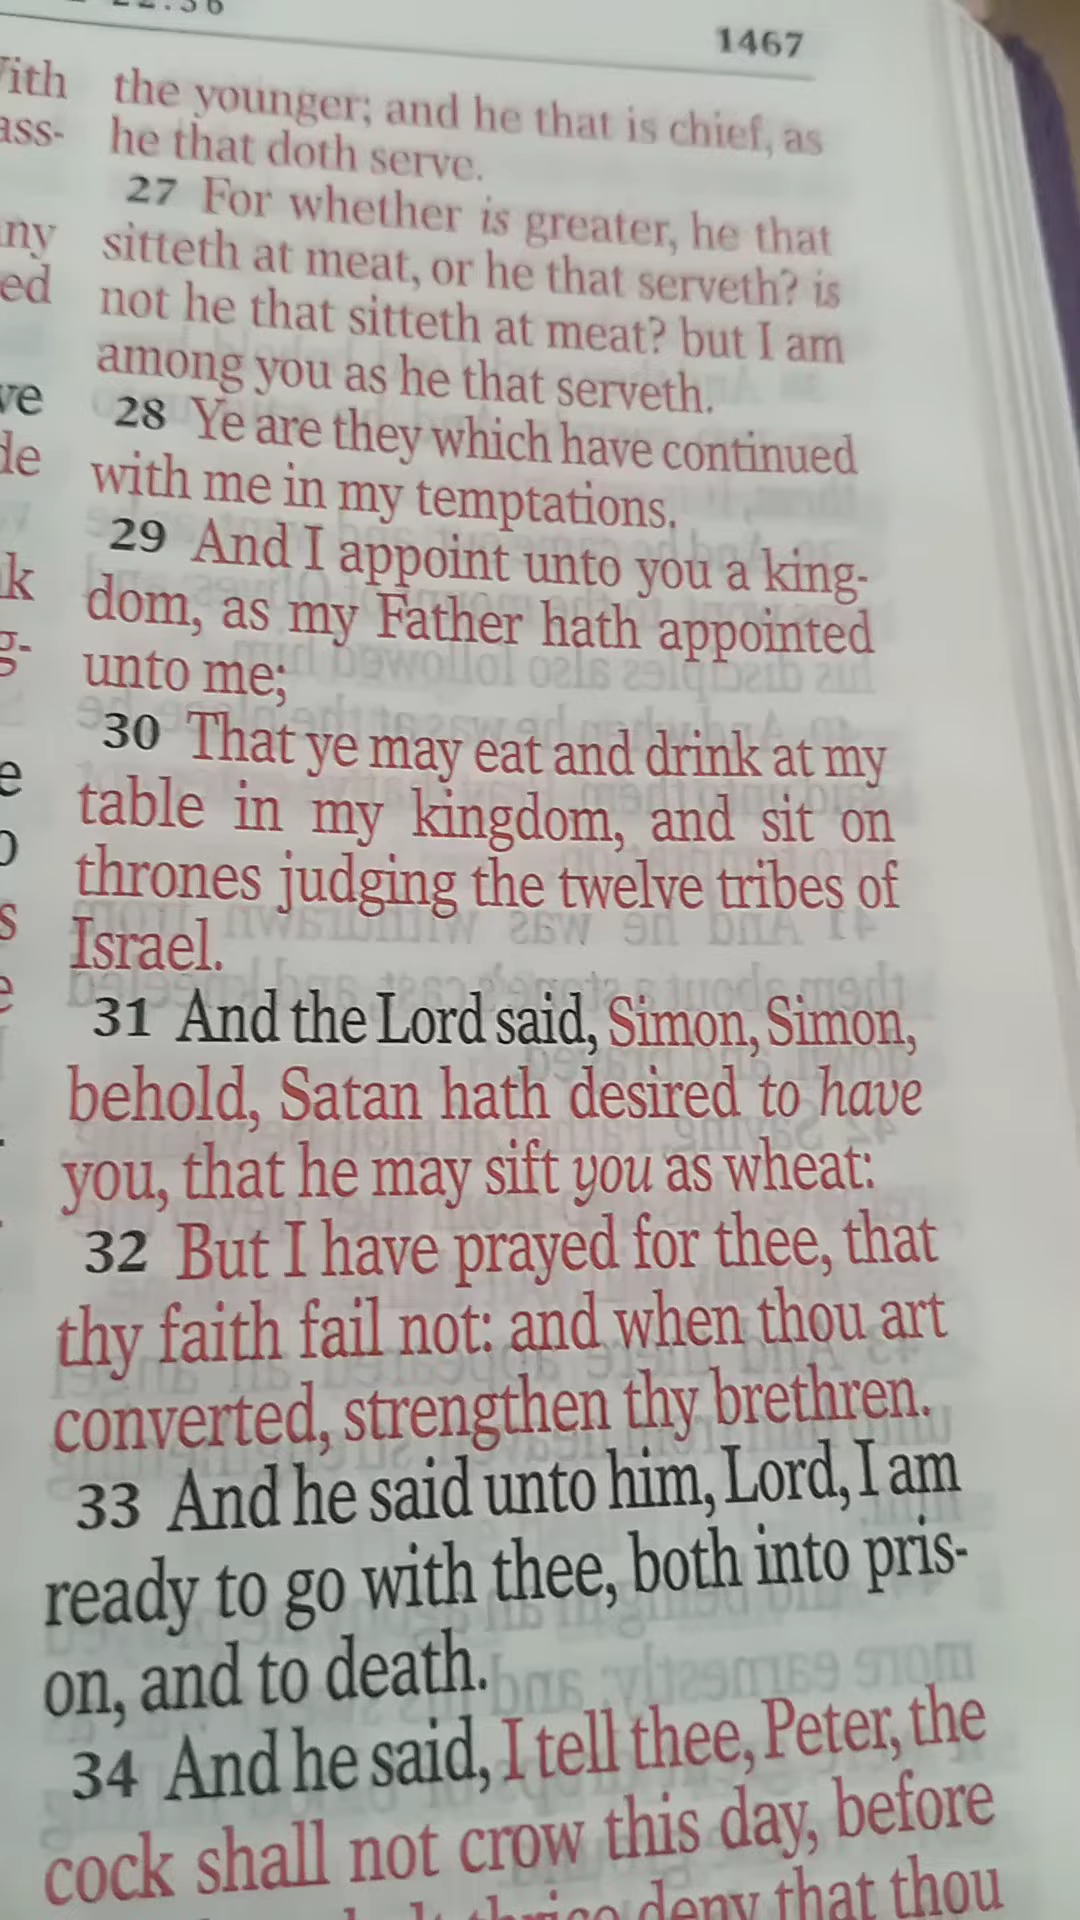 22:36
1467
the younger; and he that is chief, as
he that doth serve.
27 For whether is greater, he that
sitteth at meat, or he that serveth? is
not he that sitteth at meat? but I am
among you as he that serveth.
28 Ye are they which have continued
with me in my temptations.
29 And I appoint unto you a king-
dom, as my Father hath appointed
unto me;
30 That ye may eat and drink at my
table in my kingdom, and sit on
thrones judging the twelve tribes of
Israel.
31 And the Lord said, Simon, Simon,
behold, Satan hath desired to have
you, that he may sift you as wheat:
32 But I have prayed for thee, that
thy faith fail not: and when thou art
converted, strengthen thy brethren.
33 And he said unto him, Lord, I am
ready to go with thee, both into pris-
on, and to death.
34 And he said, I tell thee, Peter, the
cock shall not crow this day, before
deny that thou